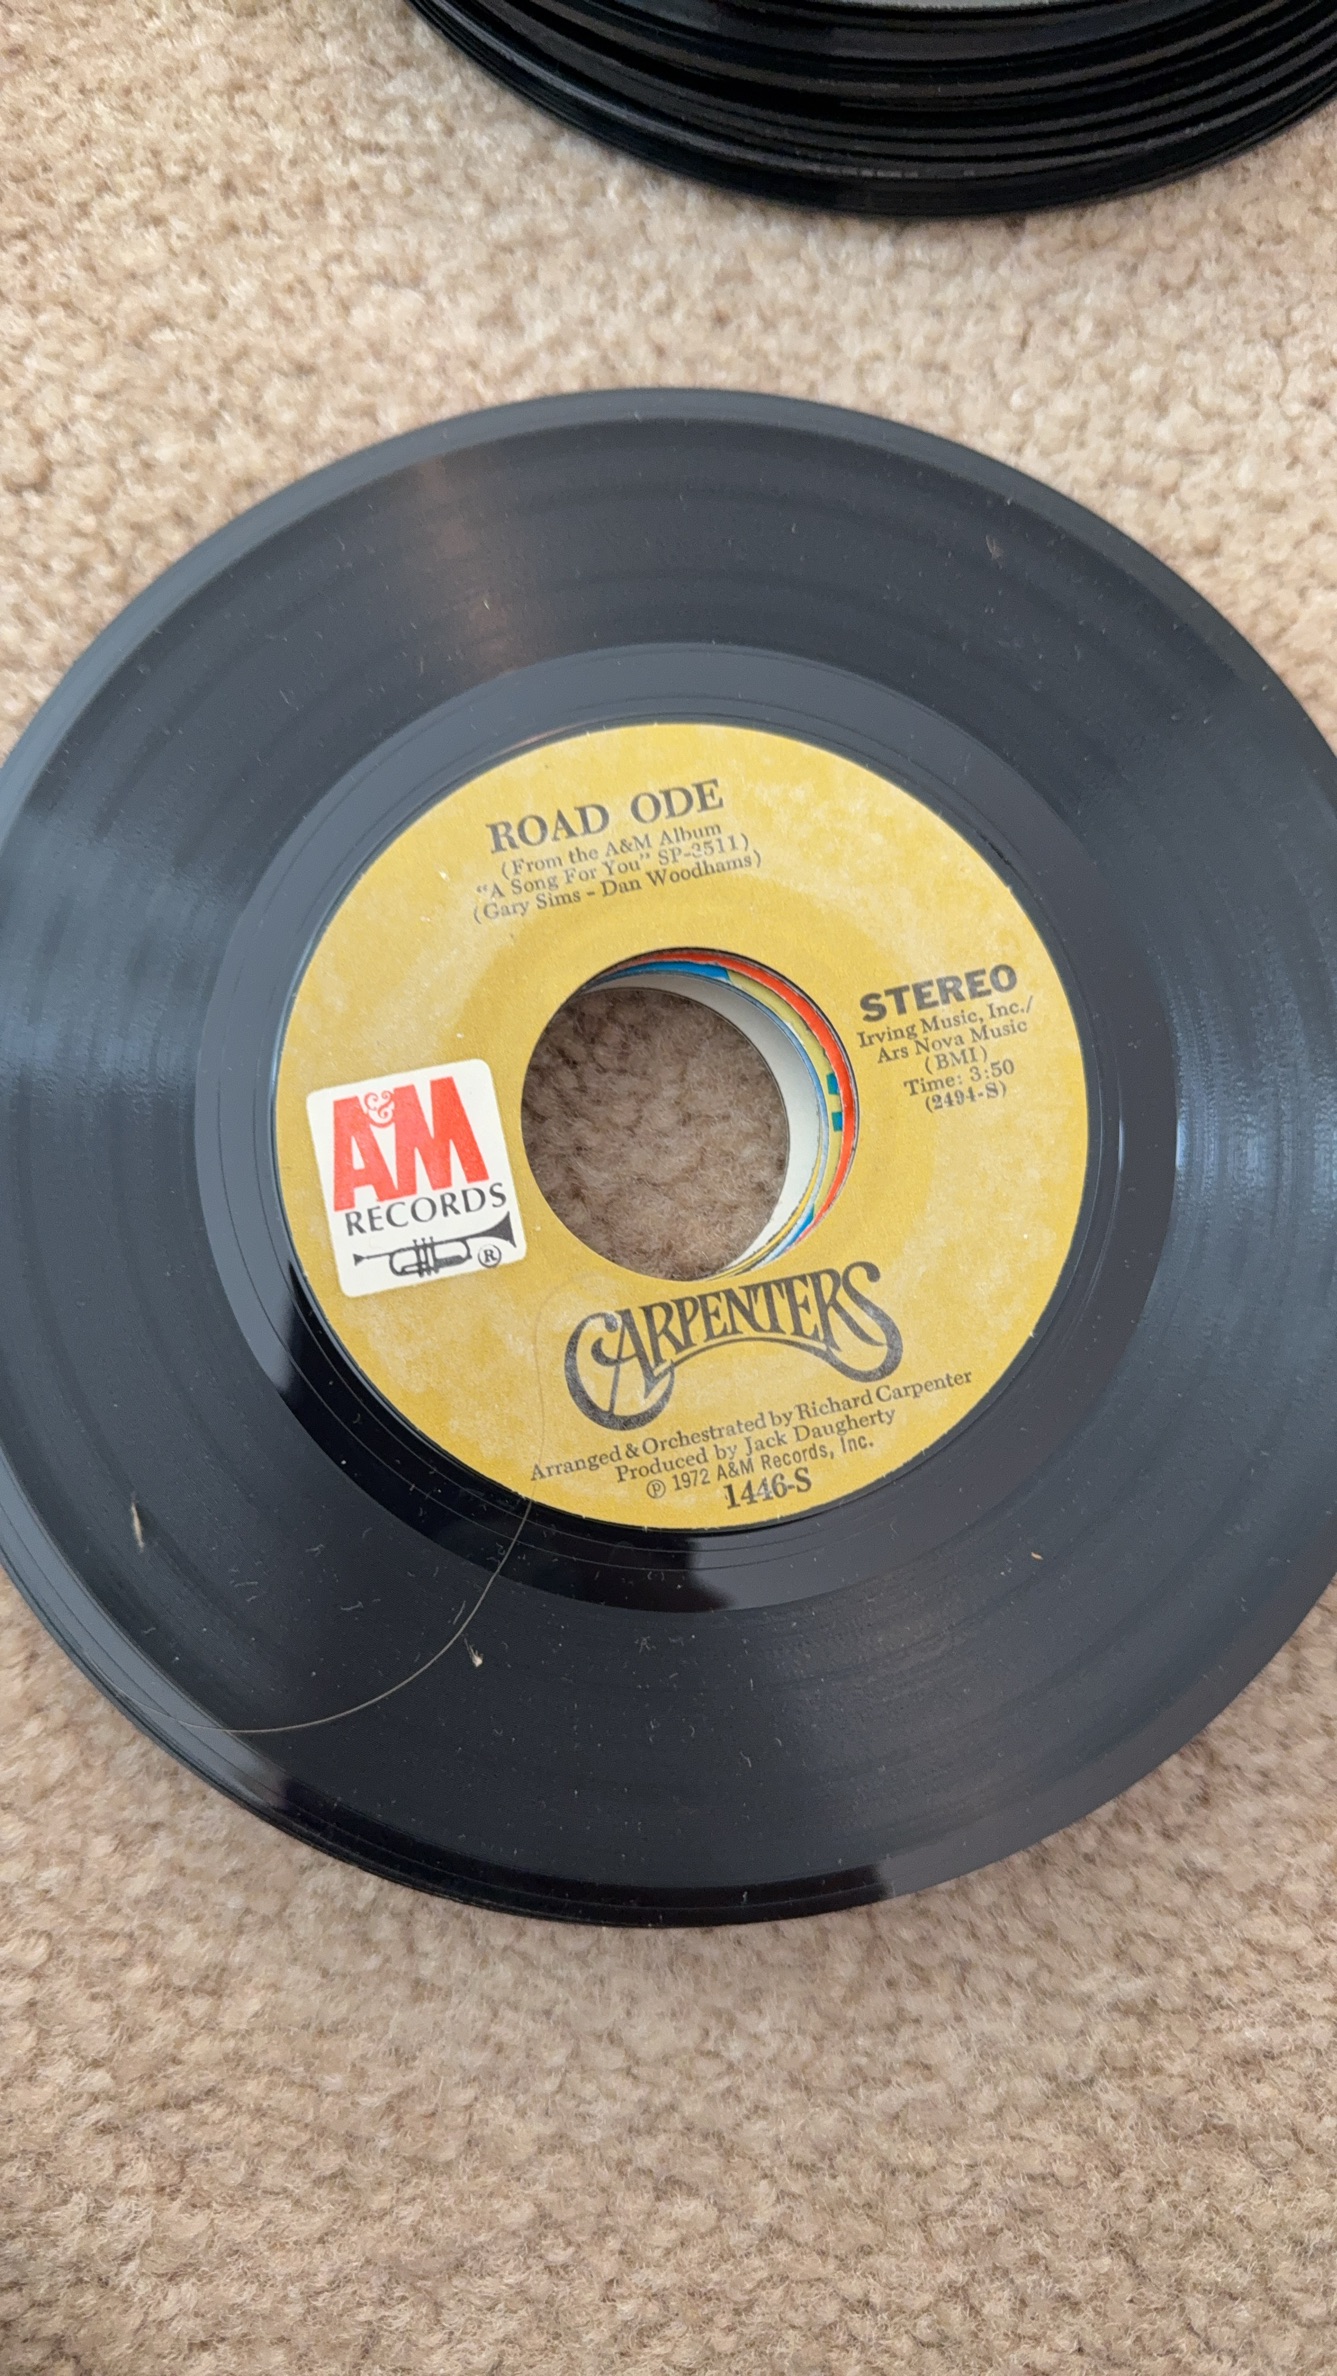 ROAD ODE
(From the A&M Album
"A Song For You" SP-3511)
(Gary Sims - Dan Woodhams)
STEREO
Irving Music, Inc./
Ars Nova Music
(BMI)
Time: 3:50
(2494-S)
A&M
RECORDS
®
CARPENTERS
Arranged & Orchestrated by Richard Carpenter
Produced by Jack Daugherty
℗ 1972 A&M Records, Inc.
1446-S